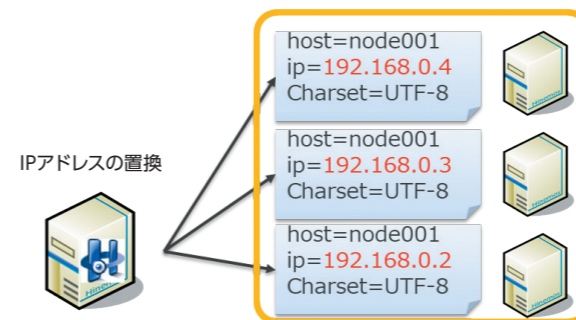 host=node001
ip=192.168.0.4
Charset=UTF-8
host=node001
ip=192.168.0.3
Charset=UTF-8
IPアドレスの置換
host=node001
ip=192.168.0.2
Charset=UTF-8